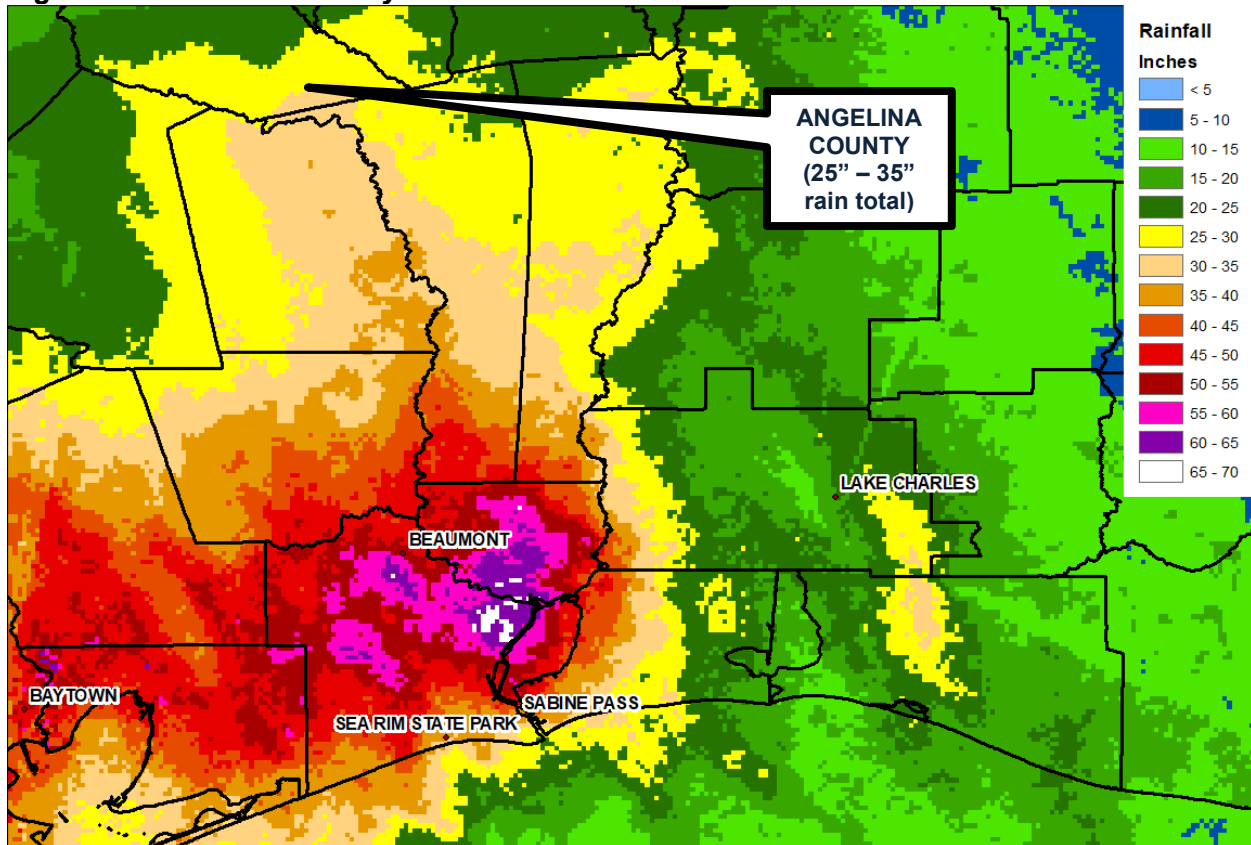 Rainfall
Inches
< 5
5 - 10
10 - 15
15 - 20
20 - 25
25 - 30
30 - 35
35 - 40
40 - 45
45 - 50
50 - 55
55 - 60
60 - 65
65 - 70
ANGELINA
COUNTY
(25” – 35”
rain total)
LAKE CHARLES
BEAUMONT
BAYTOWN
SABINE PASS
SEA RIM STATE PARK